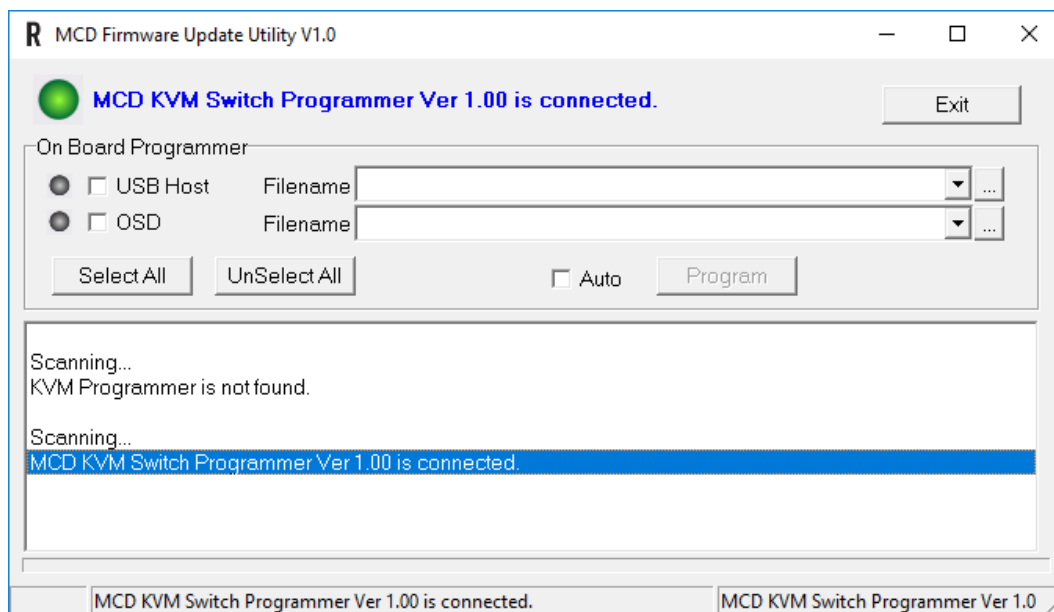 R MCD Firmware Update Utility V1.0
MCD KVM Switch Programmer Ver 1.00 is connected.
Exit
On Board Programmer
USB Host Filename ...
OSD Filename ...
Select All UnSelect All Auto Program
Scanning...
KVM Programmer is not found.
Scanning...
MCD KVM Switch Programmer Ver 1.00 is connected.
MCD KVM Switch Programmer Ver 1.00 is connected. MCD KVM Switch Programmer Ver 1.0